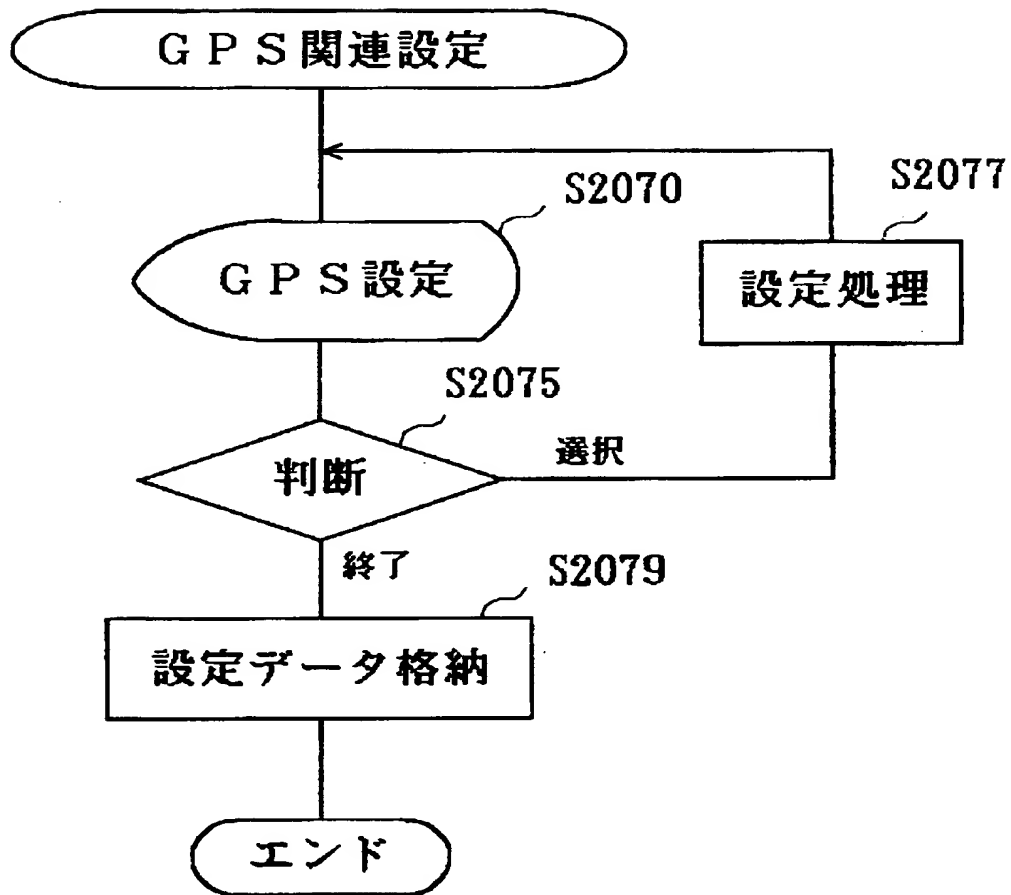 GPS関連設定
S2070
S2077
GPS設定
設定処理
S2075
判断
選択
終了
S2079
設定データ格納
エンド